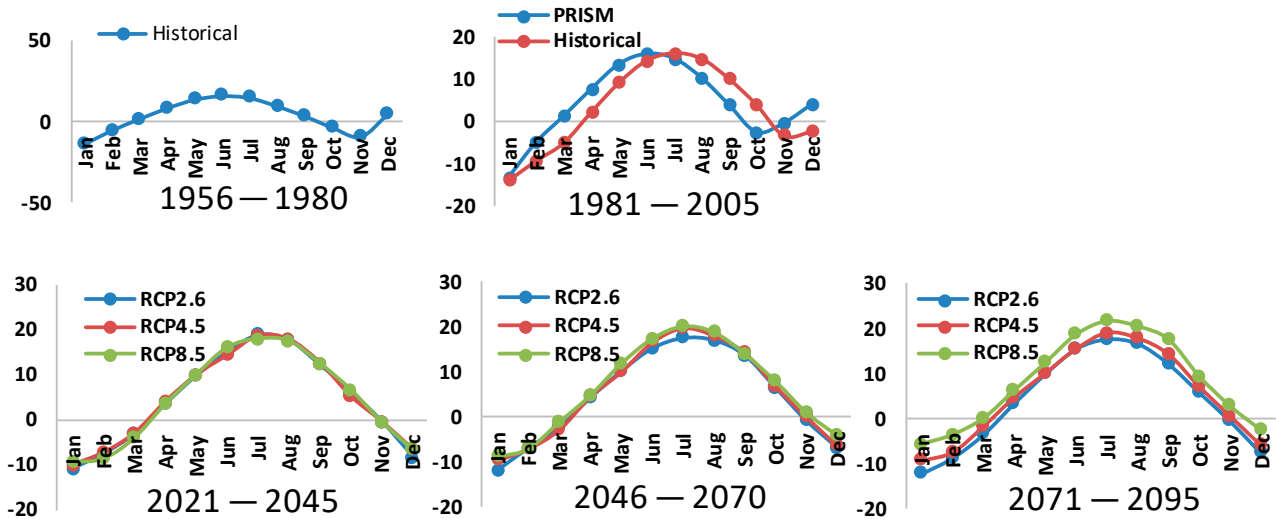 50
0
-50
Historical
Jan
Feb
Mar
Apr
May
Jun
Jul
Aug
Sep
Oct
Nov
Dec
1956 — 1980
20
10
0
-10
-20
PRISM
Historical
Jan
Feb
Mar
Apr
May
Jun
Jul
Aug
Sep
Oct
Nov
Dec
1981 — 2005
30
20
10
0
-10
-20
RCP2.6
RCP4.5
RCP8.5
Jan
Feb
Mar
Apr
May
Jun
Jul
Aug
Sep
Oct
Nov
Dec
2021 — 2045
30
20
10
0
-10
-20
RCP2.6
RCP4.5
RCP8.5
Jan
Feb
Mar
Apr
May
Jun
Jul
Aug
Sep
Oct
Nov
Dec
2046 — 2070
30
20
10
0
-10
-20
RCP2.6
RCP4.5
RCP8.5
Jan
Feb
Mar
Apr
May
Jun
Jul
Aug
Sep
Oct
Nov
Dec
2071 — 2095